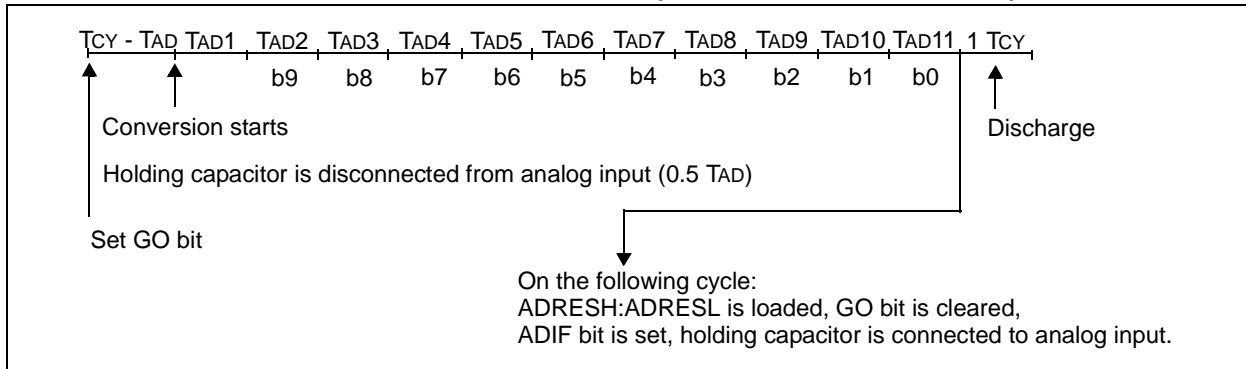 TCY - TAD TAD1 TAD2 TAD3 TAD4 TAD5 TAD6 TAD7 TAD8 TAD9 TAD10 TAD11 1 TCY
b9 b8 b7 b6 b5 b4 b3 b2 b1 b0
Conversion starts
Discharge
Holding capacitor is disconnected from analog input (0.5 TAD)
Set GO bit
On the following cycle:
ADRESH:ADRESL is loaded, GO bit is cleared,
ADIF bit is set, holding capacitor is connected to analog input.